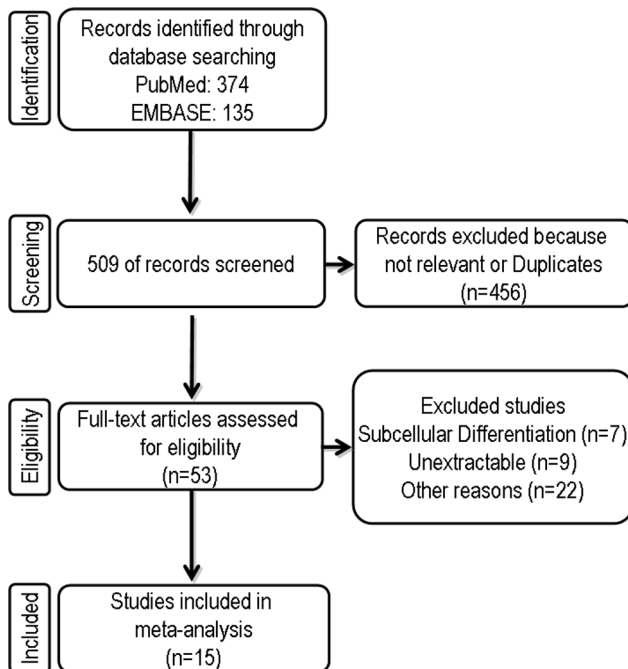 Identification
Records identified through
database searching
PubMed: 374
EMBASE: 135
Screening
509 of records screened
Records excluded because
not relevant or Duplicates
(n=456)
Eligibility
Full-text articles assessed
for eligibility
(n=53)
Excluded studies
Subcellular Differentiation (n=7)
Unextractable (n=9)
Other reasons (n=22)
Included
Studies included in
meta-analysis
(n=15)